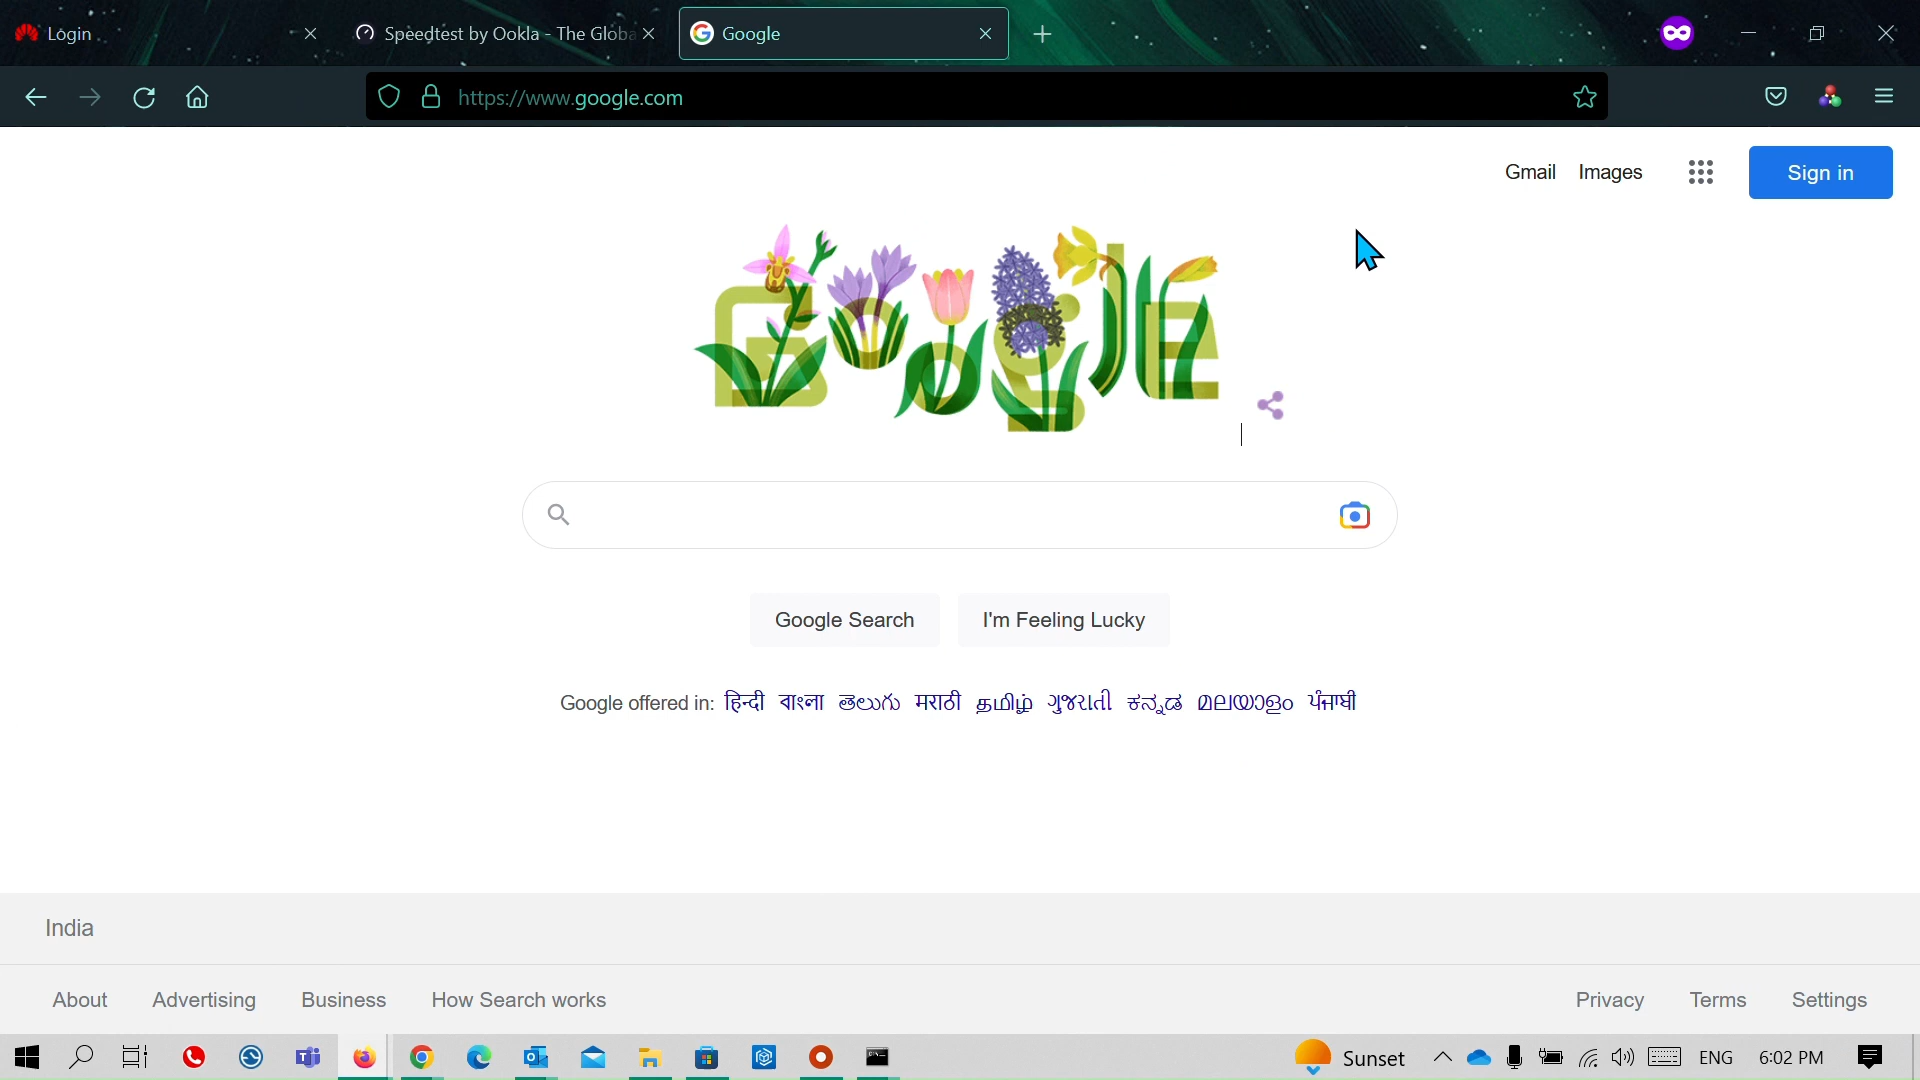 Login
Speedtest by Ookla - The Globa
Google
https://www.google.com
Gmail Images Sign in
Google
Google Search I'm Feeling Lucky
Google offered in: हिन्दी বাংলা తెలుగు मराठी தமிழ் ગુજરાતી ಕನ್ನಡ മലയാളം ਪੰਜਾਬੀ
India
About Advertising Business How Search works Privacy Terms Settings
Sunset ENG 6:02 PM